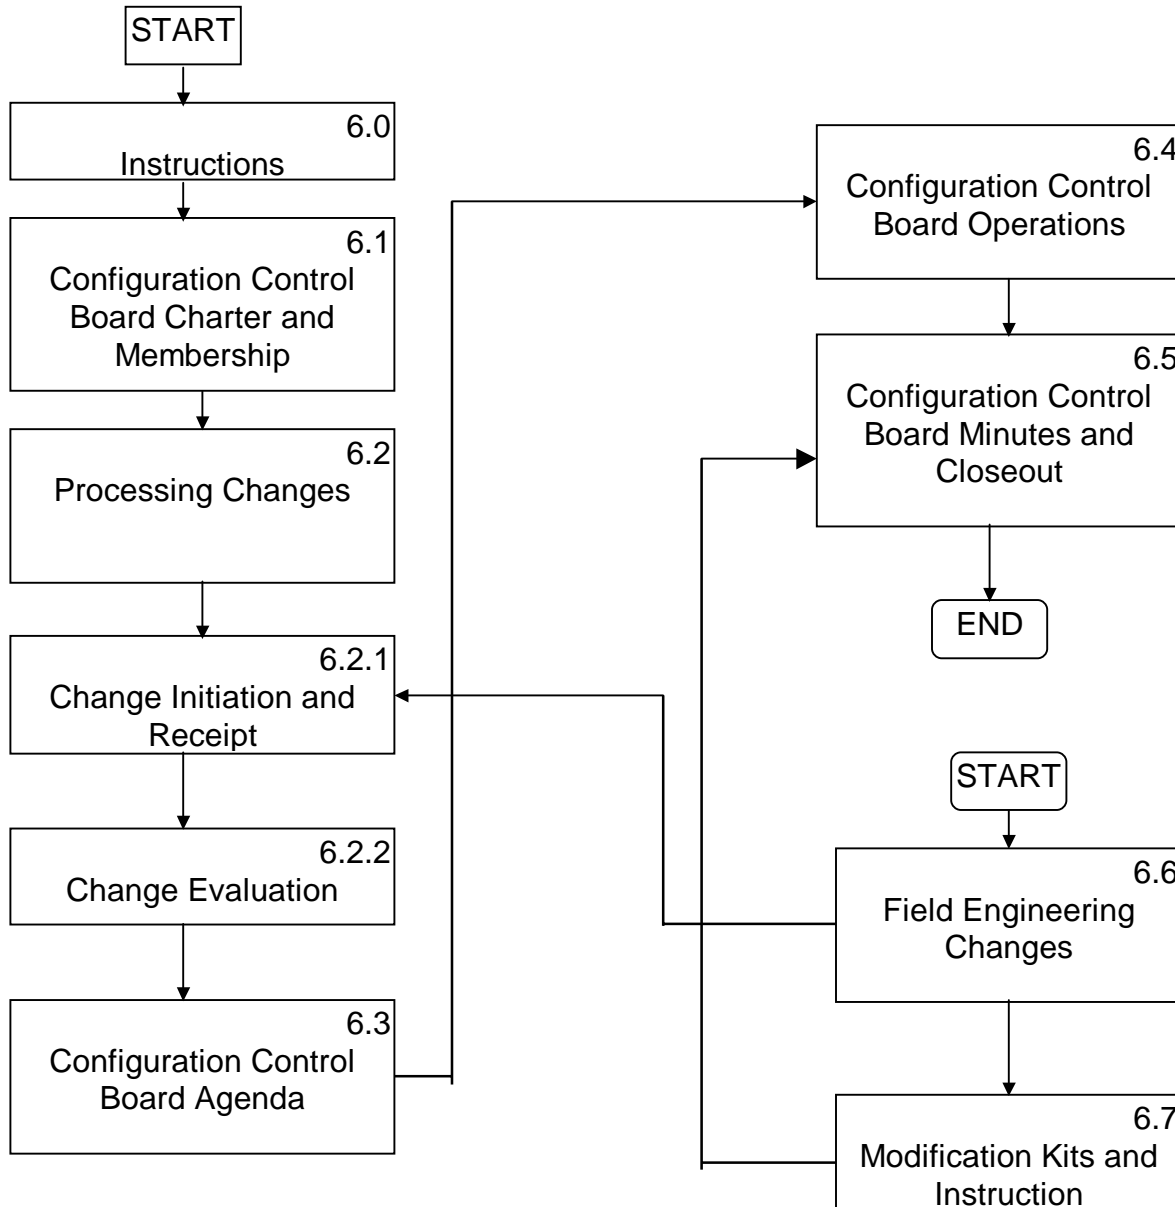 START
6.0
Instructions
6.1
Configuration Control
Board Charter and
Membership
6.2
Processing Changes
6.2.1
Change Initiation and
Receipt
6.2.2
Change Evaluation
6.3
Configuration Control
Board Agenda
6.4
Configuration Control
Board Operations
6.5
Configuration Control
Board Minutes and
Closeout
END
START
6.6
Field Engineering
Changes
6.7
Modification Kits and
Instruction